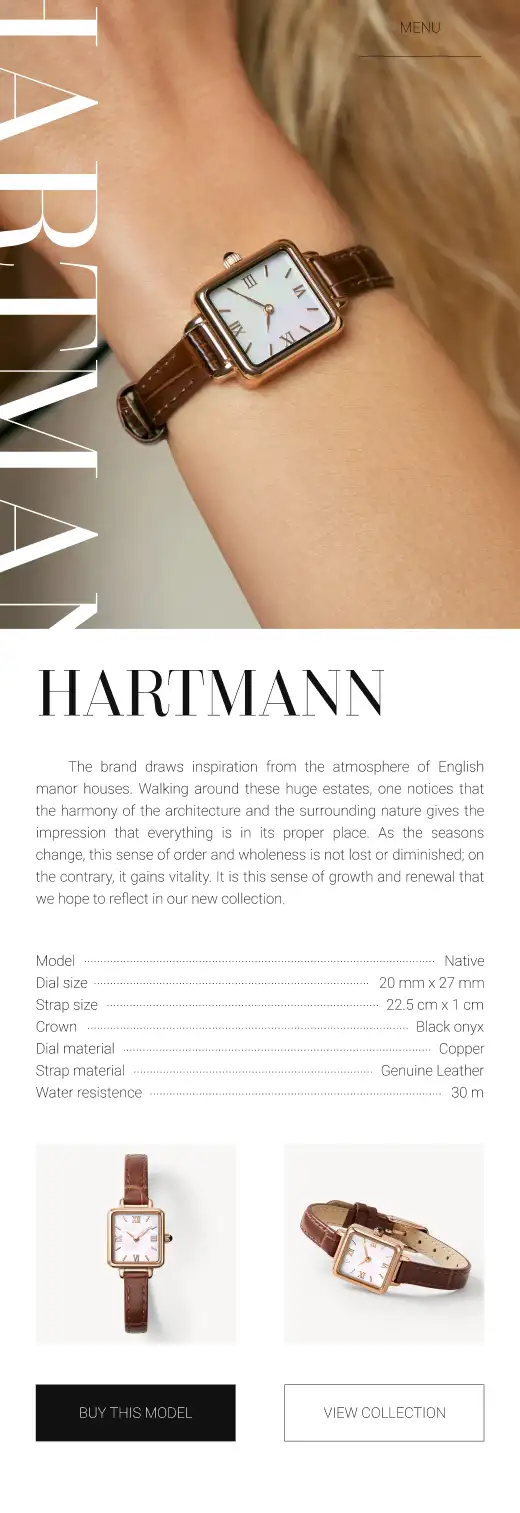 MENU
HARTMAN
HARTMANN
The brand draws inspiration from the atmosphere of English
manor houses. Walking around these huge estates, one notices that
the harmony of the architecture and the surrounding nature gives the
impression that everything is in its proper place. As the seasons
change, this sense of order and wholeness is not lost or diminished; on
the contrary, it gains vitality. It is this sense of growth and renewal that
we hope to reflect in our new collection.
Model Native
Dial size 20 mm x 27 mm
Strap size 22.5 cm x 1 cm
Crown Black onyx
Dial material Copper
Strap material Genuine Leather
Water resistence 30 m
BUY THIS MODEL
VIEW COLLECTION